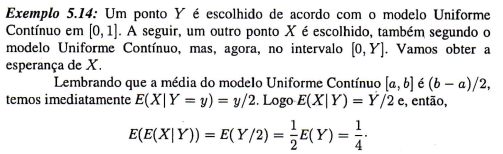 Exemplo 5.14: Um ponto Y é escolhido de acordo com o modelo Uniforme
Contínuo em [0, 1]. A seguir, um outro ponto X é escolhido, também segundo o
modelo Uniforme Contínuo, mas, agora, no intervalo [0, Y]. Vamos obter a
esperança de X.
Lembrando que a média do modelo Uniforme Contínuo [a, b] é (b − a)/2,
temos imediatamente E(X|Y = y) = y/2. Logo E(X|Y) = Y/2 e, então,
E(E(X|Y)) = E(Y/2) = 1/2 E(Y) = 1/4.